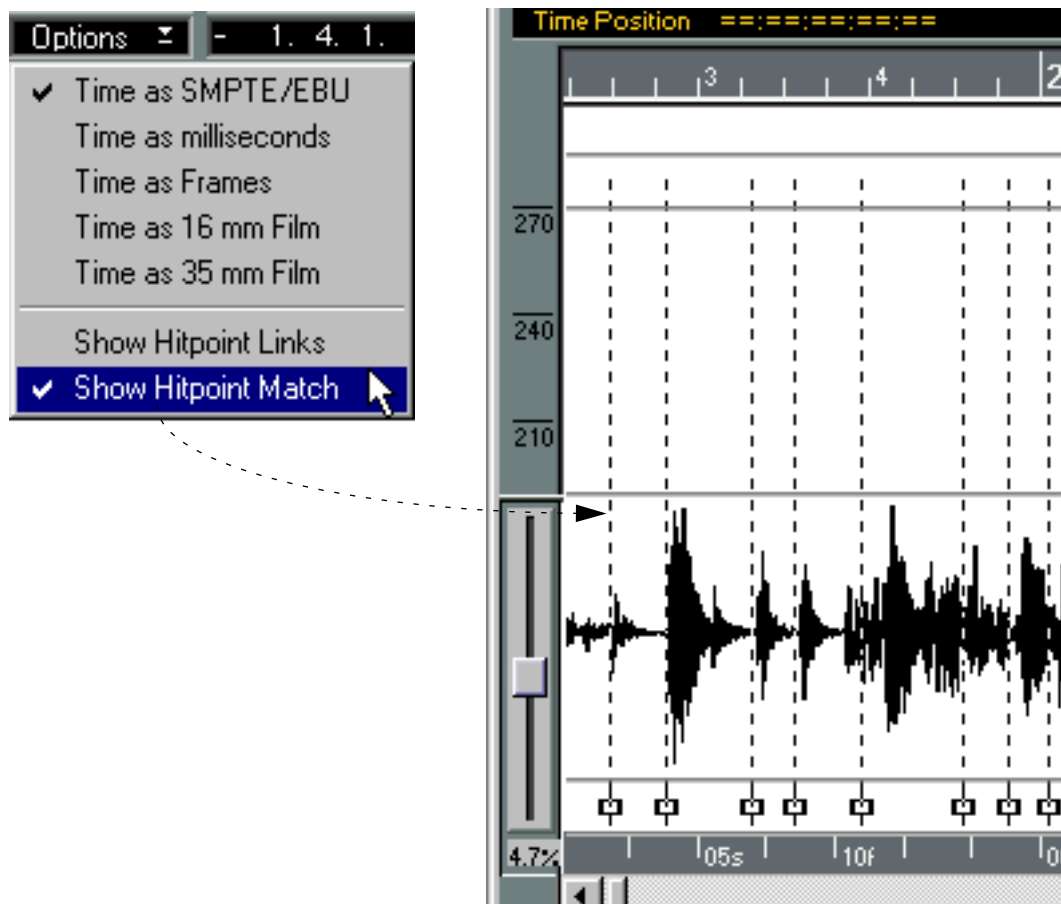 Options - 1. 4. 1.
Time as SMPTE/EBU
Time as milliseconds
Time as Frames
Time as 16 mm Film
Time as 35 mm Film
Show Hitpoint Links
Show Hitpoint Match
Time Position ==:==:==:==:==
3 4 2
270
240
210
4.7%
05s 10f 0